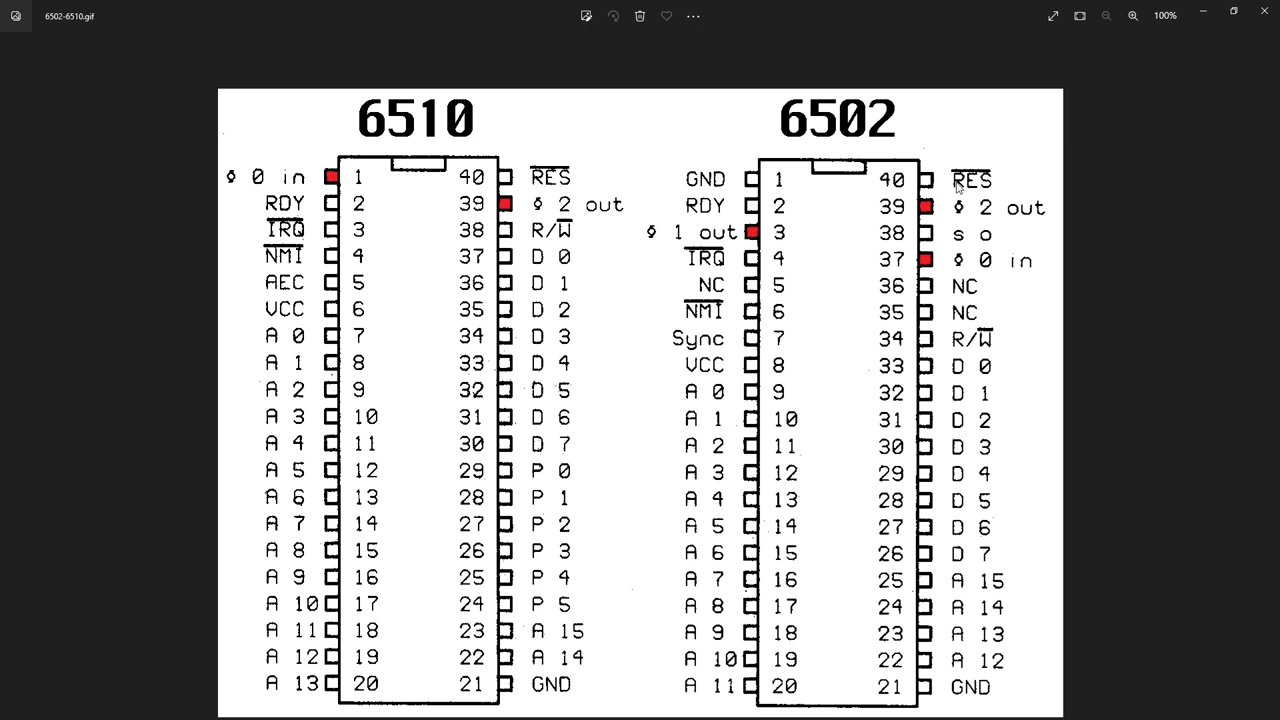 6502-6510.gif
100%
6510 6502
Φ 0 in 1 40 RES
RDY 2 39 Φ 2 out
IRQ 3 38 R/W
NMI 4 37 D 0
AEC 5 36 D 1
VCC 6 35 D 2
A 0 7 34 D 3
A 1 8 33 D 4
A 2 9 32 D 5
A 3 10 31 D 6
A 4 11 30 D 7
A 5 12 29 P 0
A 6 13 28 P 1
A 7 14 27 P 2
A 8 15 26 P 3
A 9 16 25 P 4
A 10 17 24 P 5
A 11 18 23 A 15
A 12 19 22 A 14
A 13 20 21 GND
GND 1 40 RES
RDY 2 39 Φ 2 out
Φ 1 out 3 38 s o
IRQ 4 37 Φ 0 in
NC 5 36 NC
NMI 6 35 NC
Sync 7 34 R/W
VCC 8 33 D 0
A 0 9 32 D 1
A 1 10 31 D 2
A 2 11 30 D 3
A 3 12 29 D 4
A 4 13 28 D 5
A 5 14 27 D 6
A 6 15 26 D 7
A 7 16 25 A 15
A 8 17 24 A 14
A 9 18 23 A 13
A 10 19 22 A 12
A 11 20 21 GND